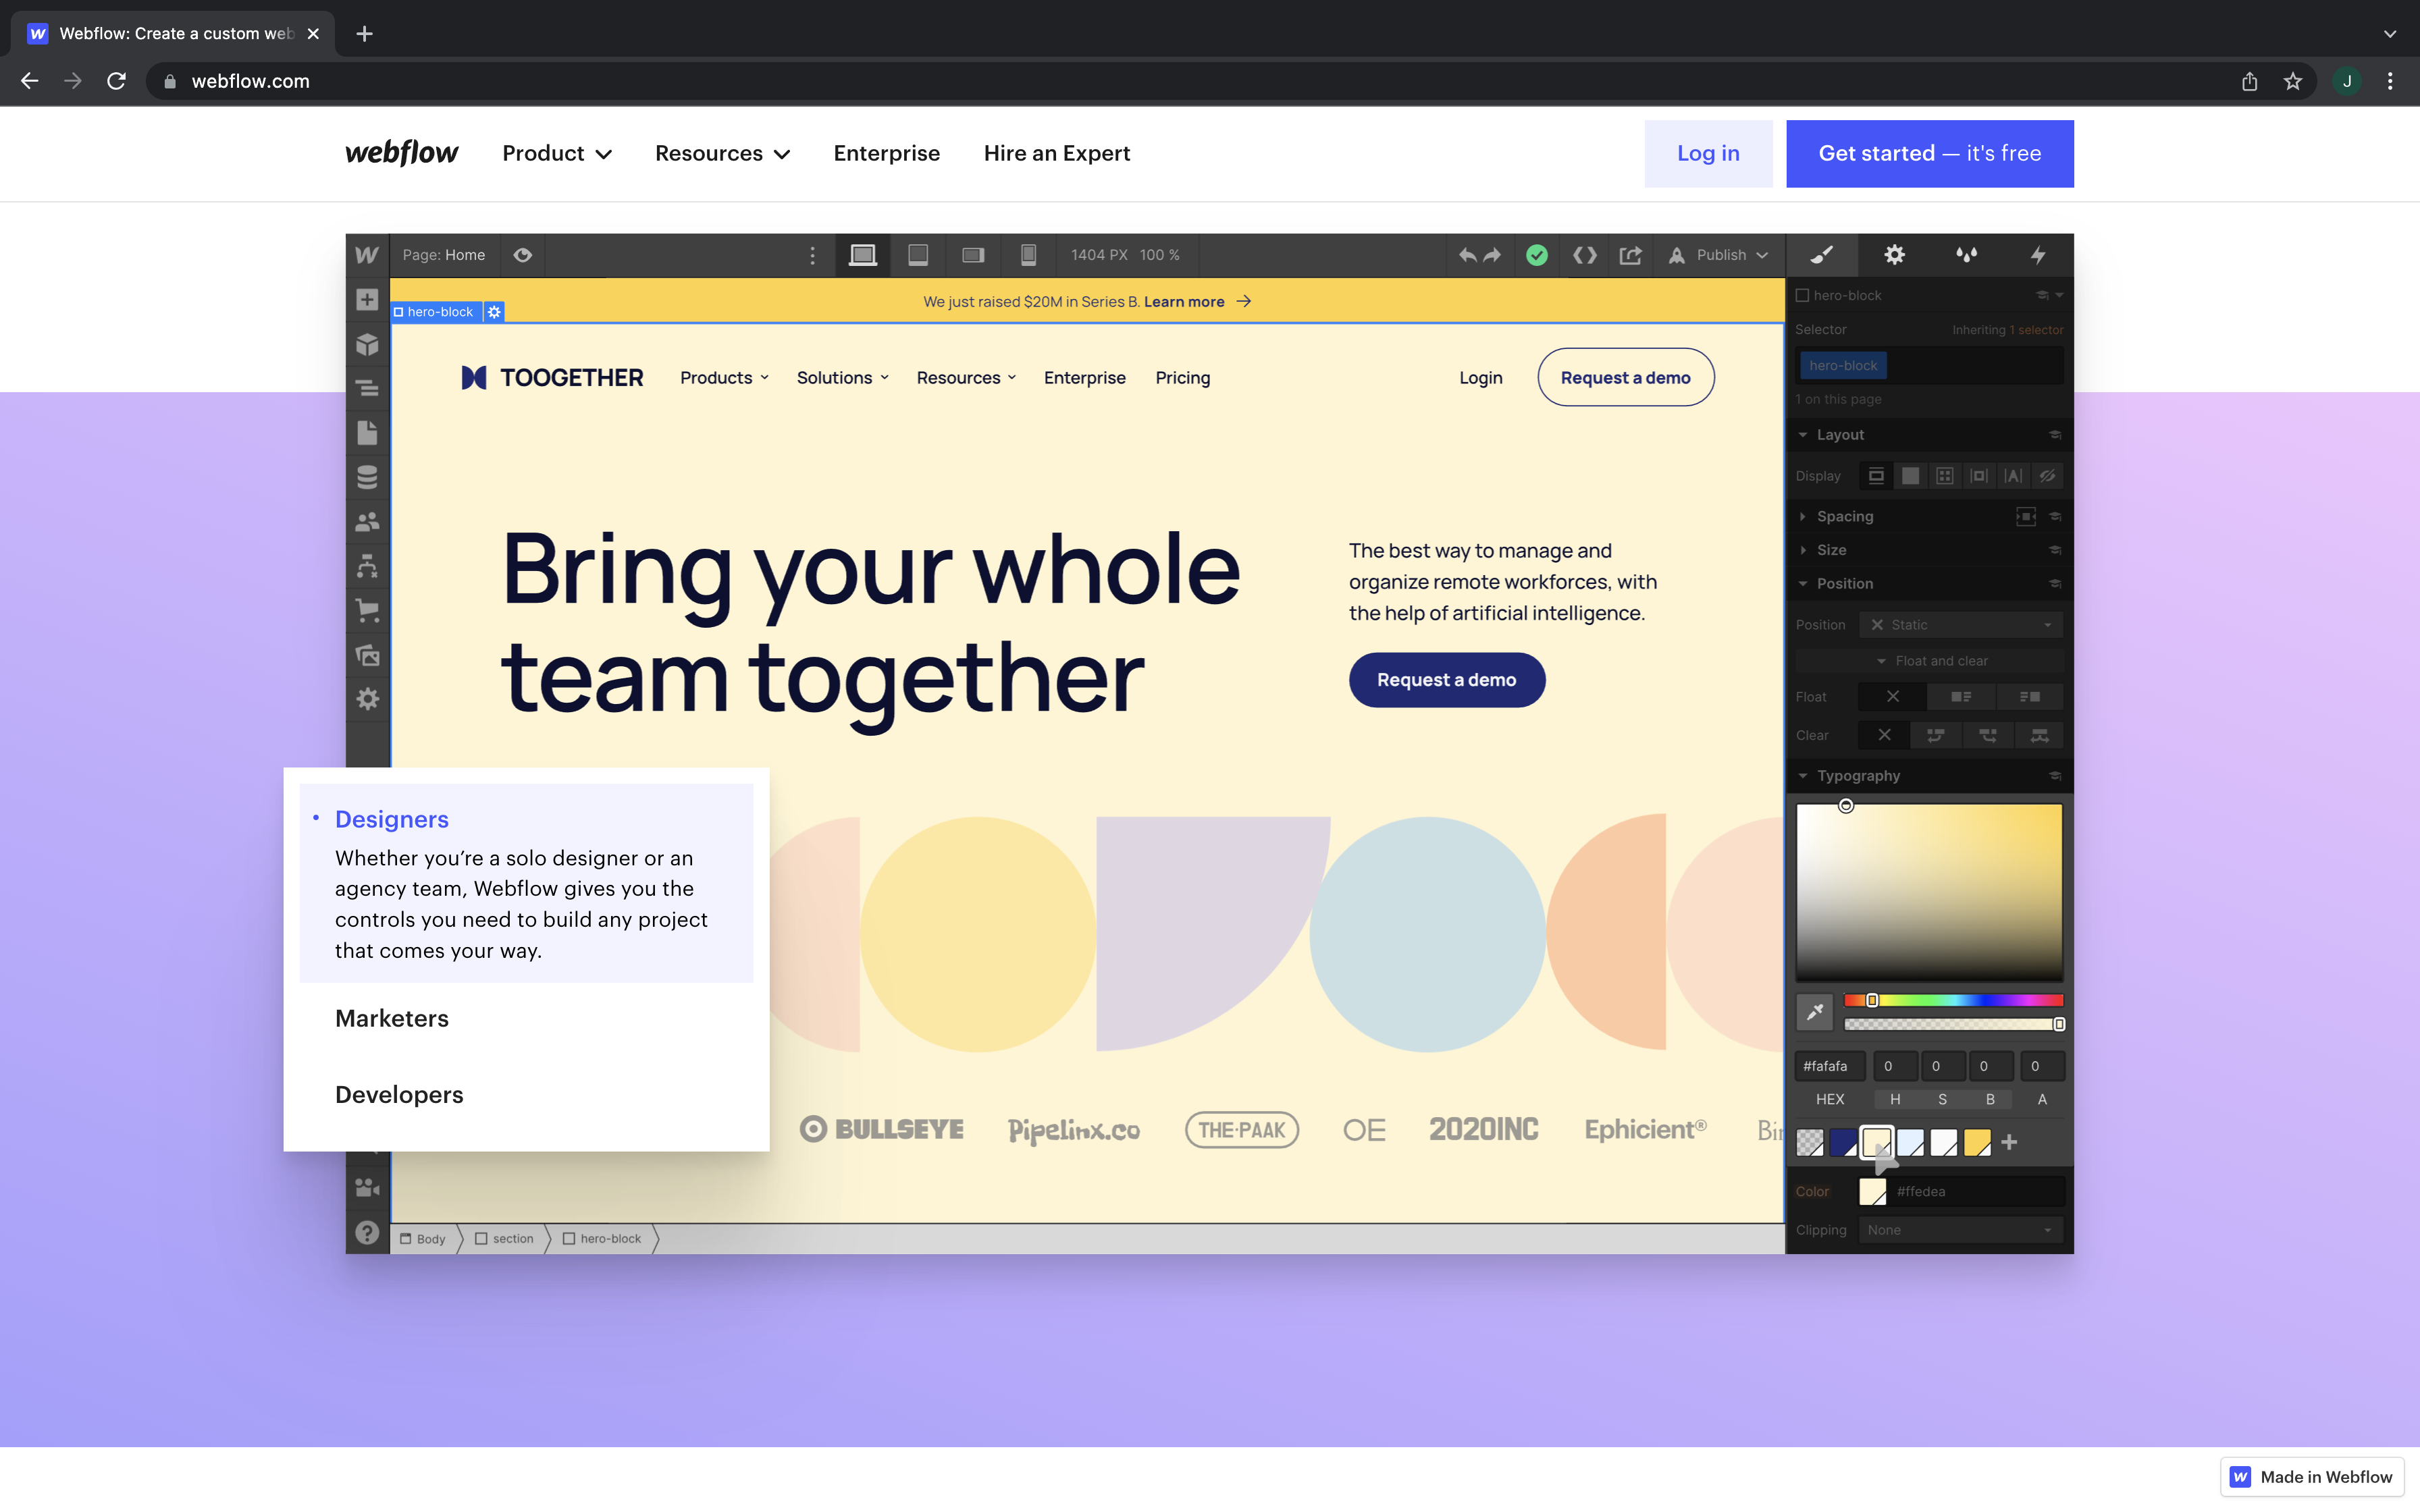 Webflow: Create a custom web
webflow.com
J
webflow
Product
Resources
Enterprise
Hire an Expert
Log in
Get started — it's free
Page: Home
1404 PX 100 %
Publish
We just raised $20M in Series B. Learn more
hero-block
TOOGETHER
Products
Solutions
Resources
Enterprise
Pricing
Login
Request a demo
Bring your whole
team together
The best way to manage and
organize remote workforces, with
the help of artificial intelligence.
Request a demo
Designers
Whether you’re a solo designer or an
agency team, Webflow gives you the
controls you need to build any project
that comes your way.
Marketers
Developers
BULLSEYE
Pipelinx.co
THE·PAAK
OE
2020INC
Ephicient®
Bir
Body
section
hero-block
hero-block
Selector
Inheriting 1 selector
hero-block
1 on this page
Layout
Display
Spacing
Size
Position
Position
Static
Float and clear
Float
Clear
Typography
#fafafa
0
0
0
0
HEX
H
S
B
A
Color
#ffedea
Clipping
None
Made in Webflow